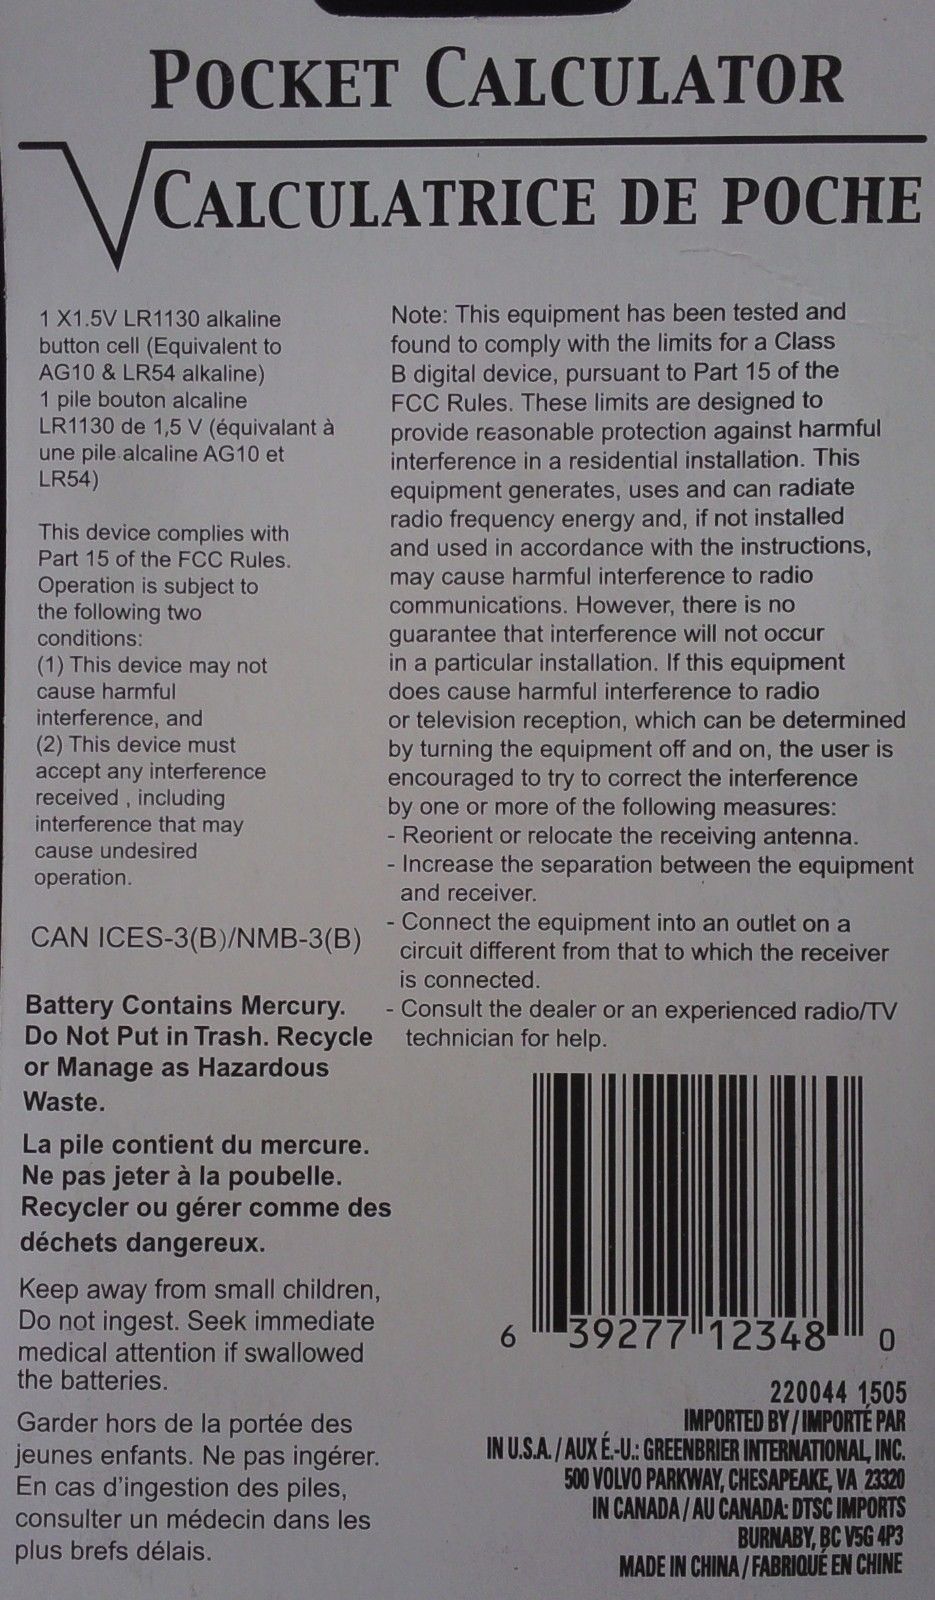 POCKET CALCULATOR
CALCULATRICE DE POCHE
1 X1.5V LR1130 alkaline
button cell (Equivalent to
AG10 & LR54 alkaline)
1 pile bouton alcaline
LR1130 de 1,5 V (équivalant à
une pile alcaline AG10 et
LR54)
This device complies with
Part 15 of the FCC Rules.
Operation is subject to
the following two
conditions:
(1) This device may not
cause harmful
interference, and
(2) This device must
accept any interference
received , including
interference that may
cause undesired
operation.
CAN ICES-3(B)/NMB-3(B)
Battery Contains Mercury.
Do Not Put in Trash. Recycle
or Manage as Hazardous
Waste.
La pile contient du mercure.
Ne pas jeter à la poubelle.
Recycler ou gérer comme des
déchets dangereux.
Keep away from small children,
Do not ingest. Seek immediate
medical attention if swallowed
the batteries.
Garder hors de la portée des
jeunes enfants. Ne pas ingérer.
En cas d'ingestion des piles,
consulter un médecin dans les
plus brefs délais.
Note: This equipment has been tested and
found to comply with the limits for a Class
B digital device, pursuant to Part 15 of the
FCC Rules. These limits are designed to
provide reasonable protection against harmful
interference in a residential installation. This
equipment generates, uses and can radiate
radio frequency energy and, if not installed
and used in accordance with the instructions,
may cause harmful interference to radio
communications. However, there is no
guarantee that interference will not occur
in a particular installation. If this equipment
does cause harmful interference to radio
or television reception, which can be determined
by turning the equipment off and on, the user is
encouraged to try to correct the interference
by one or more of the following measures:
- Reorient or relocate the receiving antenna.
- Increase the separation between the equipment
and receiver.
- Connect the equipment into an outlet on a
circuit different from that to which the receiver
is connected.
- Consult the dealer or an experienced radio/TV
technician for help.
6 39277 12348 0
220044 1505
IMPORTED BY / IMPORTÉ PAR
IN U.S.A. / AUX É.-U.: GREENBRIER INTERNATIONAL, INC.
500 VOLVO PARKWAY, CHESAPEAKE, VA 23320
IN CANADA / AU CANADA: DTSC IMPORTS
BURNABY, BC V5G 4P3
MADE IN CHINA / FABRIQUÉ EN CHINE